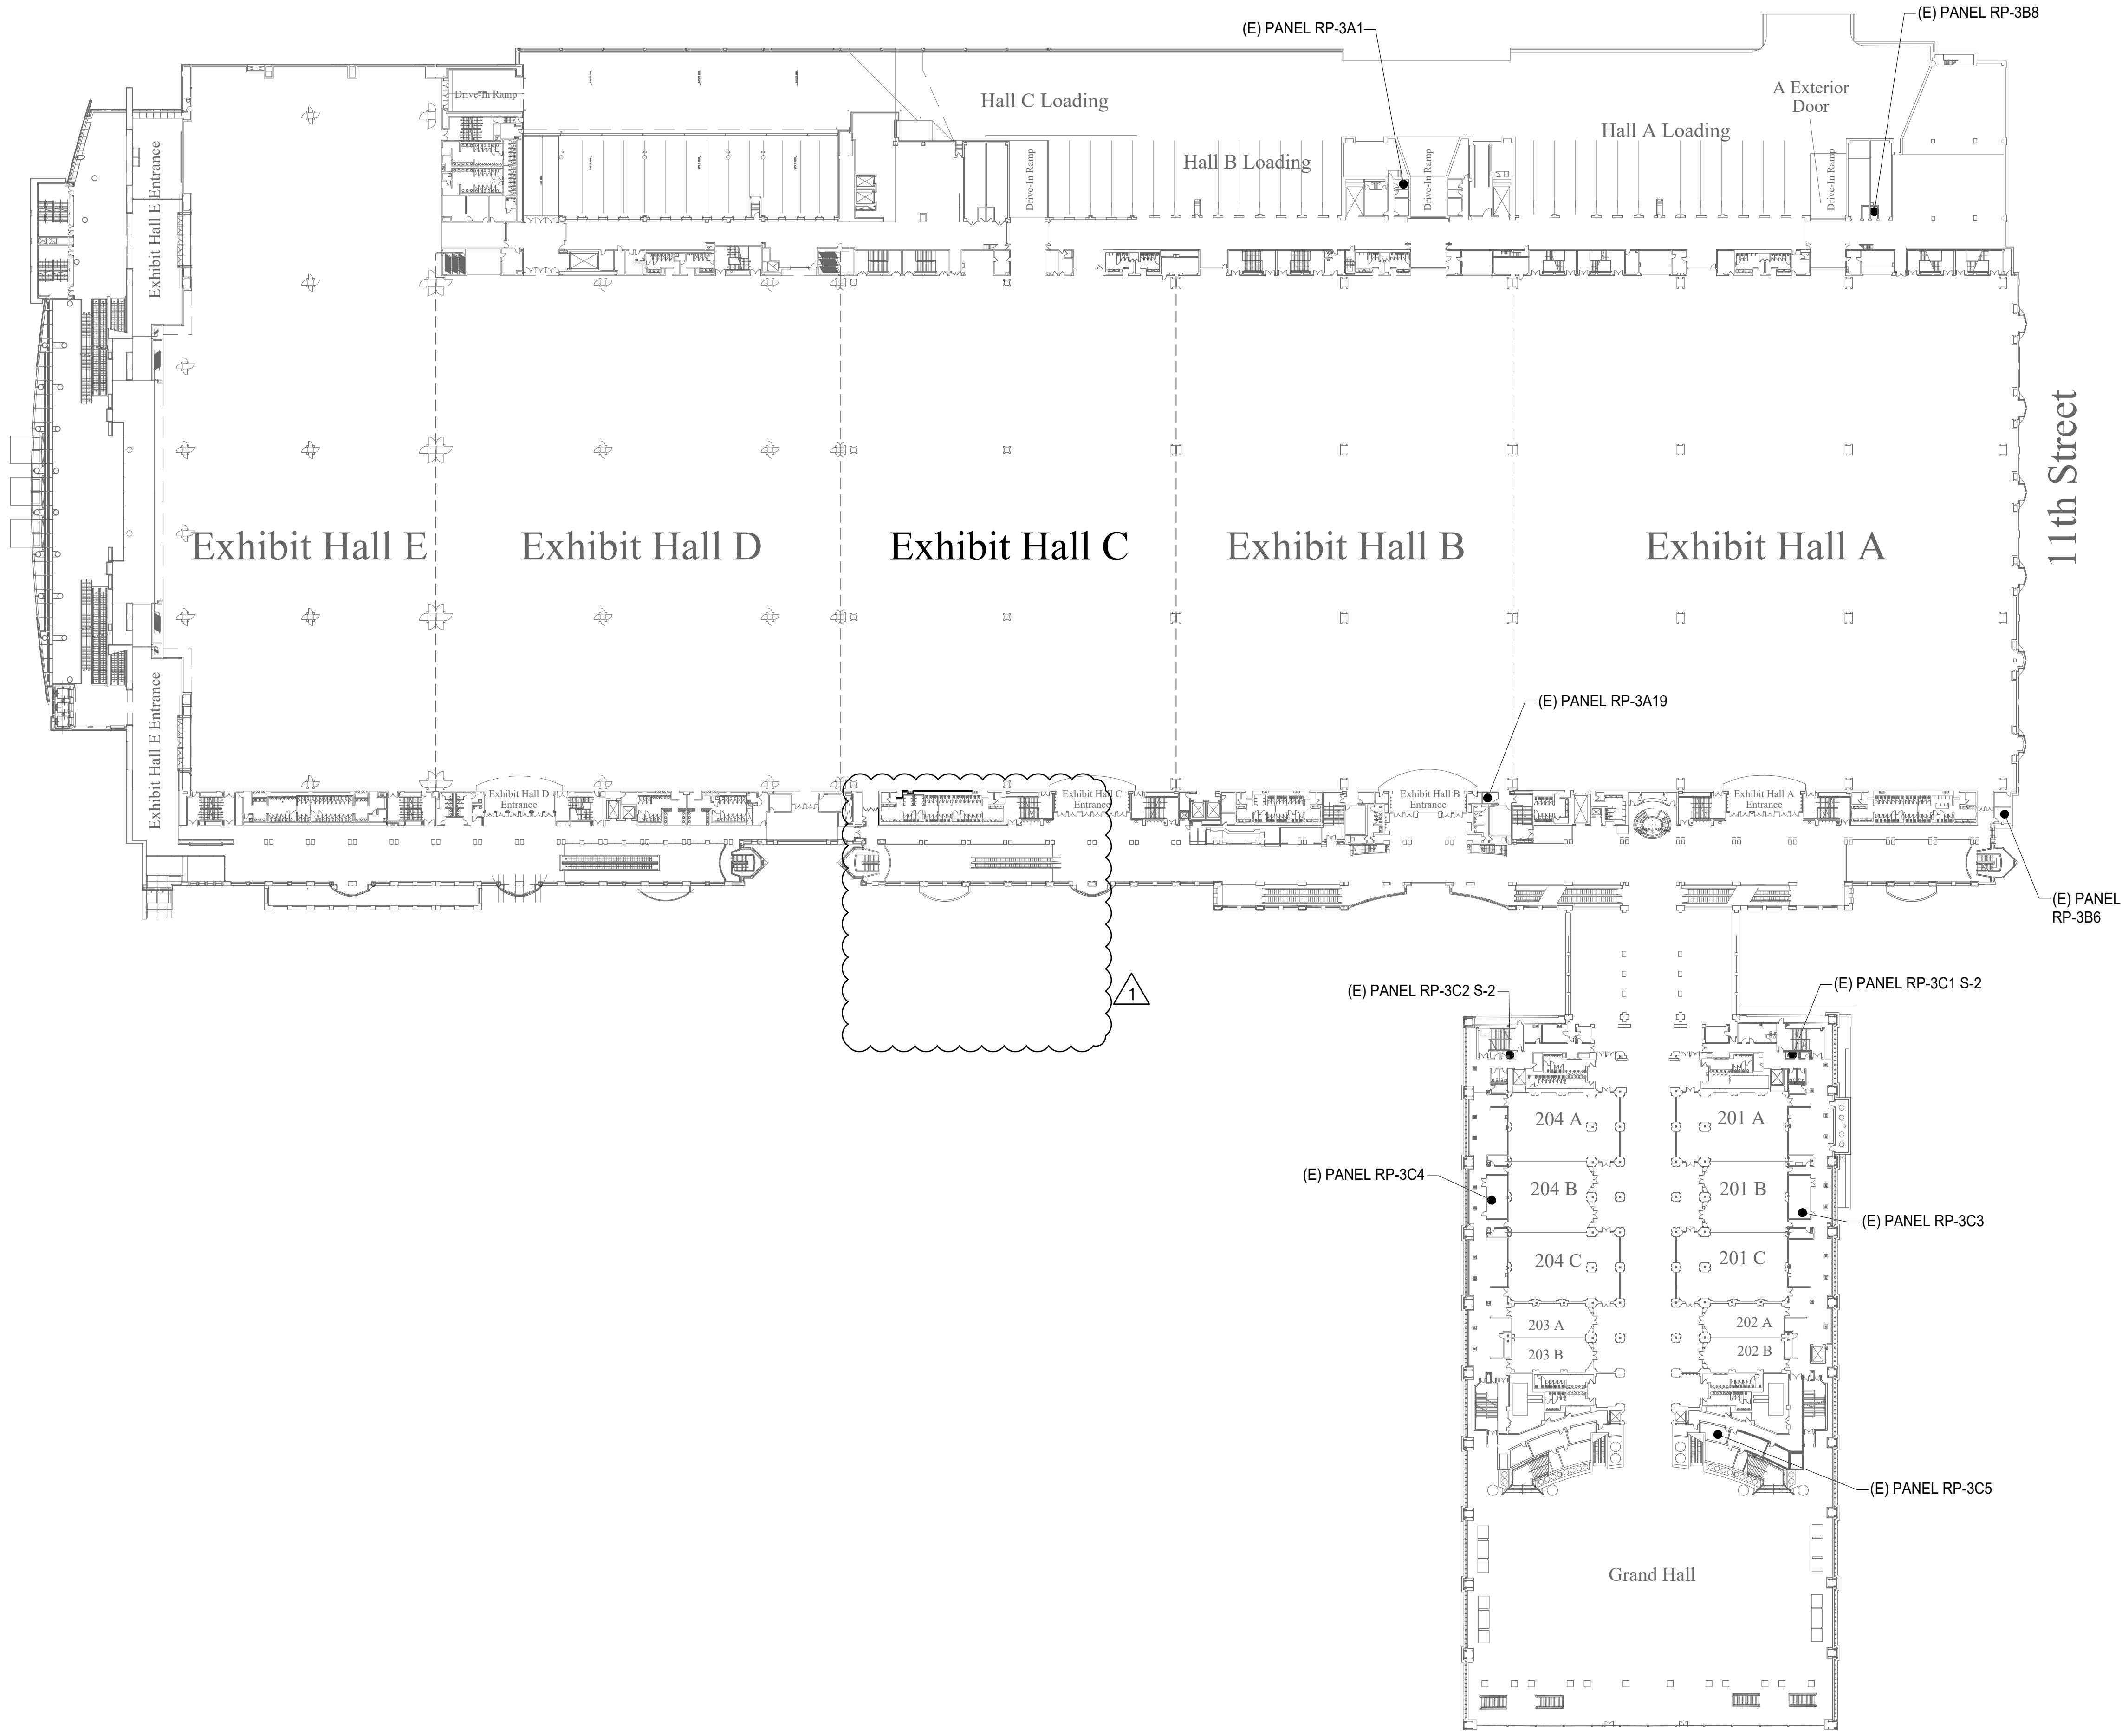 (E) PANEL RP-3B8
(E) PANEL RP-3A1
Drive-In Ramp
Hall C Loading
A Exterior
Door
Hall A Loading
Hall B Loading
Drive-In Ramp
Drive-In Ramp
Drive-In Ramp
Exhibit Hall E Entrance
11th Street
Exhibit Hall E
Exhibit Hall D
Exhibit Hall C
Exhibit Hall B
Exhibit Hall A
(E) PANEL RP-3A19
Exhibit Hall E Entrance
Exhibit Hall D
Entrance
Exhibit Hall C
Entrance
Exhibit Hall B
Entrance
Exhibit Hall A
Entrance
(E) PANEL
RP-3B6
1
(E) PANEL RP-3C2 S-2
(E) PANEL RP-3C1 S-2
204 A
201 A
(E) PANEL RP-3C4
204 B
201 B
(E) PANEL RP-3C3
204 C
201 C
203 A
202 A
203 B
202 B
(E) PANEL RP-3C5
Grand Hall